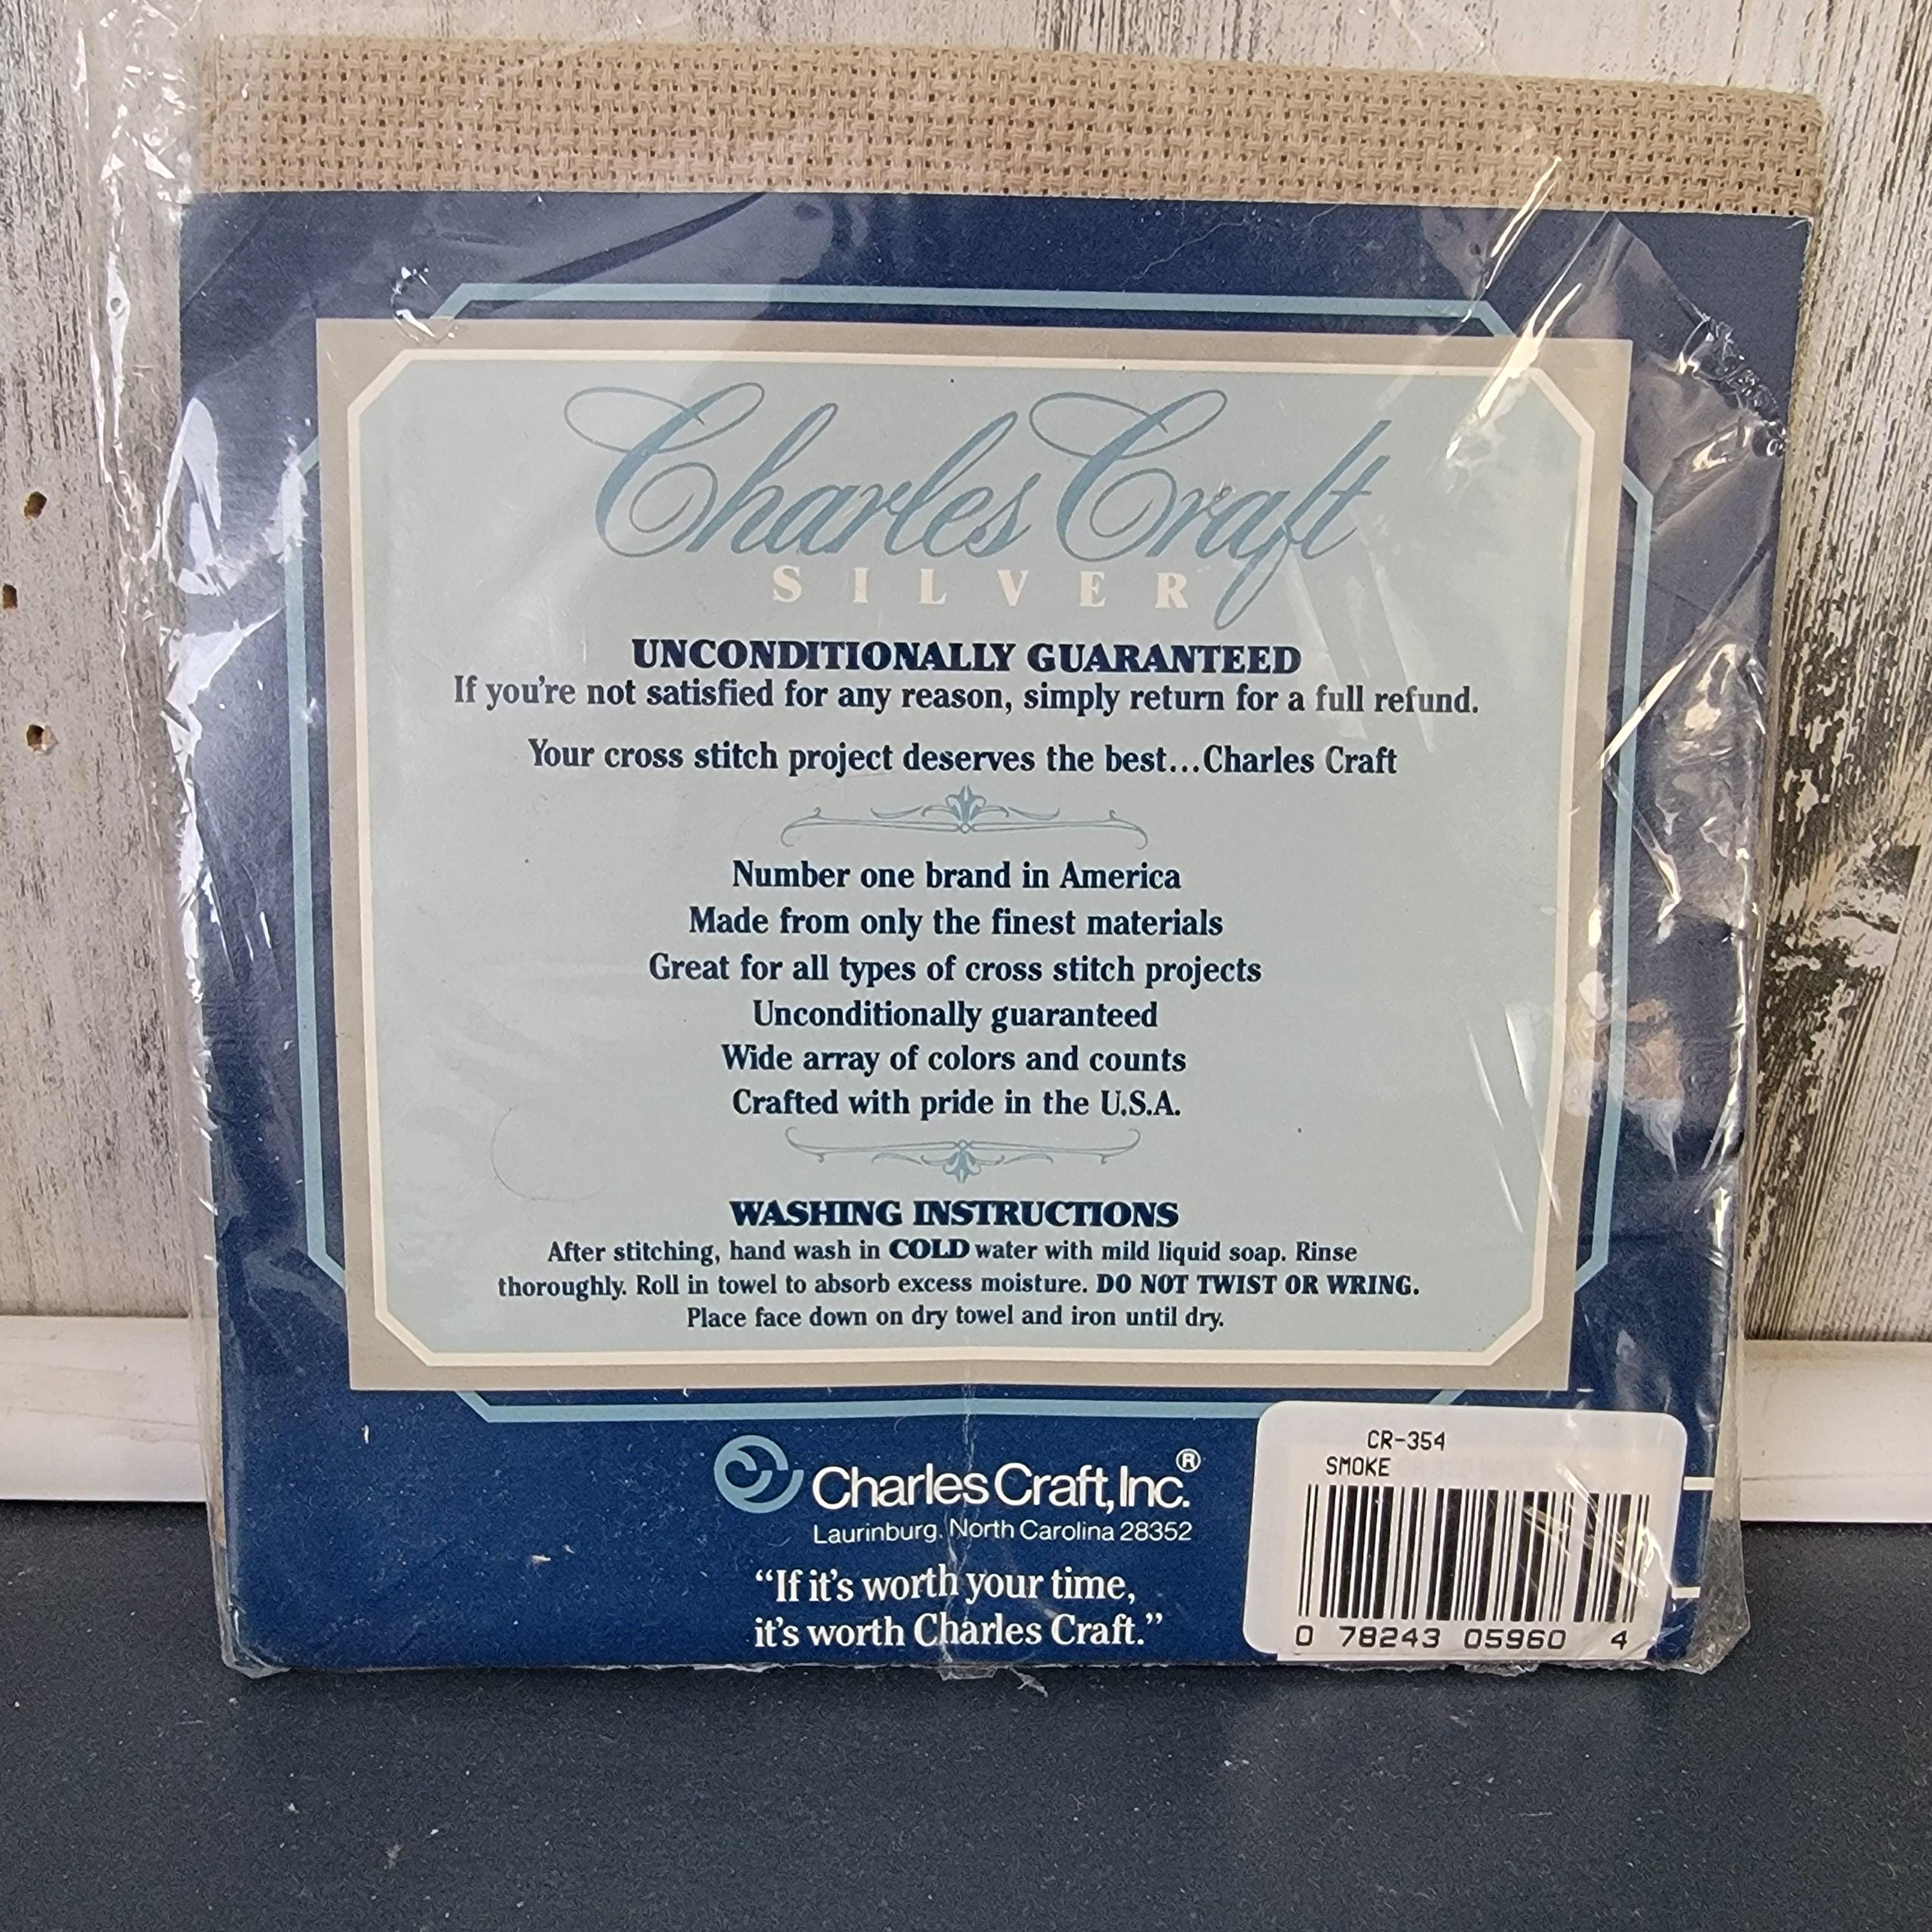 Charles Craft
SILVER
UNCONDITIONALLY GUARANTEED
If you're not satisfied for any reason, simply return for a full refund.
Your cross stitch project deserves the best...Charles Craft
Number one brand in America
Made from only the finest materials
Great for all types of cross stitch projects
Unconditionally guaranteed
Wide array of colors and counts
Crafted with pride in the U.S.A.
WASHING INSTRUCTIONS
After stitching, hand wash in COLD water with mild liquid soap. Rinse
thoroughly. Roll in towel to absorb excess moisture. DO NOT TWIST OR WRING.
Place face down on dry towel and iron until dry.
Charles Craft, Inc.®
Laurinburg, North Carolina 28352
“If it's worth your time,
it's worth Charles Craft.”
CR-354
SMOKE
0 78243 05960 4